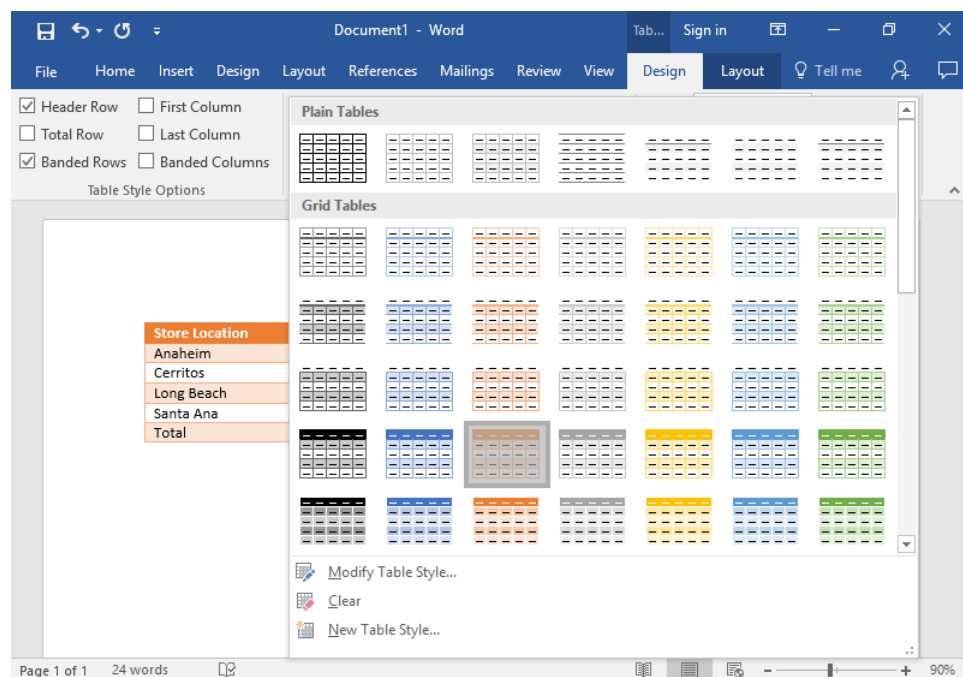 Document1 - Word
Tab... Sign in
File Home Insert Design Layout References Mailings Review View Design Layout Tell me
Header Row First Column
Total Row Last Column
Banded Rows Banded Columns
Table Style Options
Plain Tables
Grid Tables
Store Location
Anaheim
Cerritos
Long Beach
Santa Ana
Total
Modify Table Style...
Clear
New Table Style...
Page 1 of 1 24 words 90%